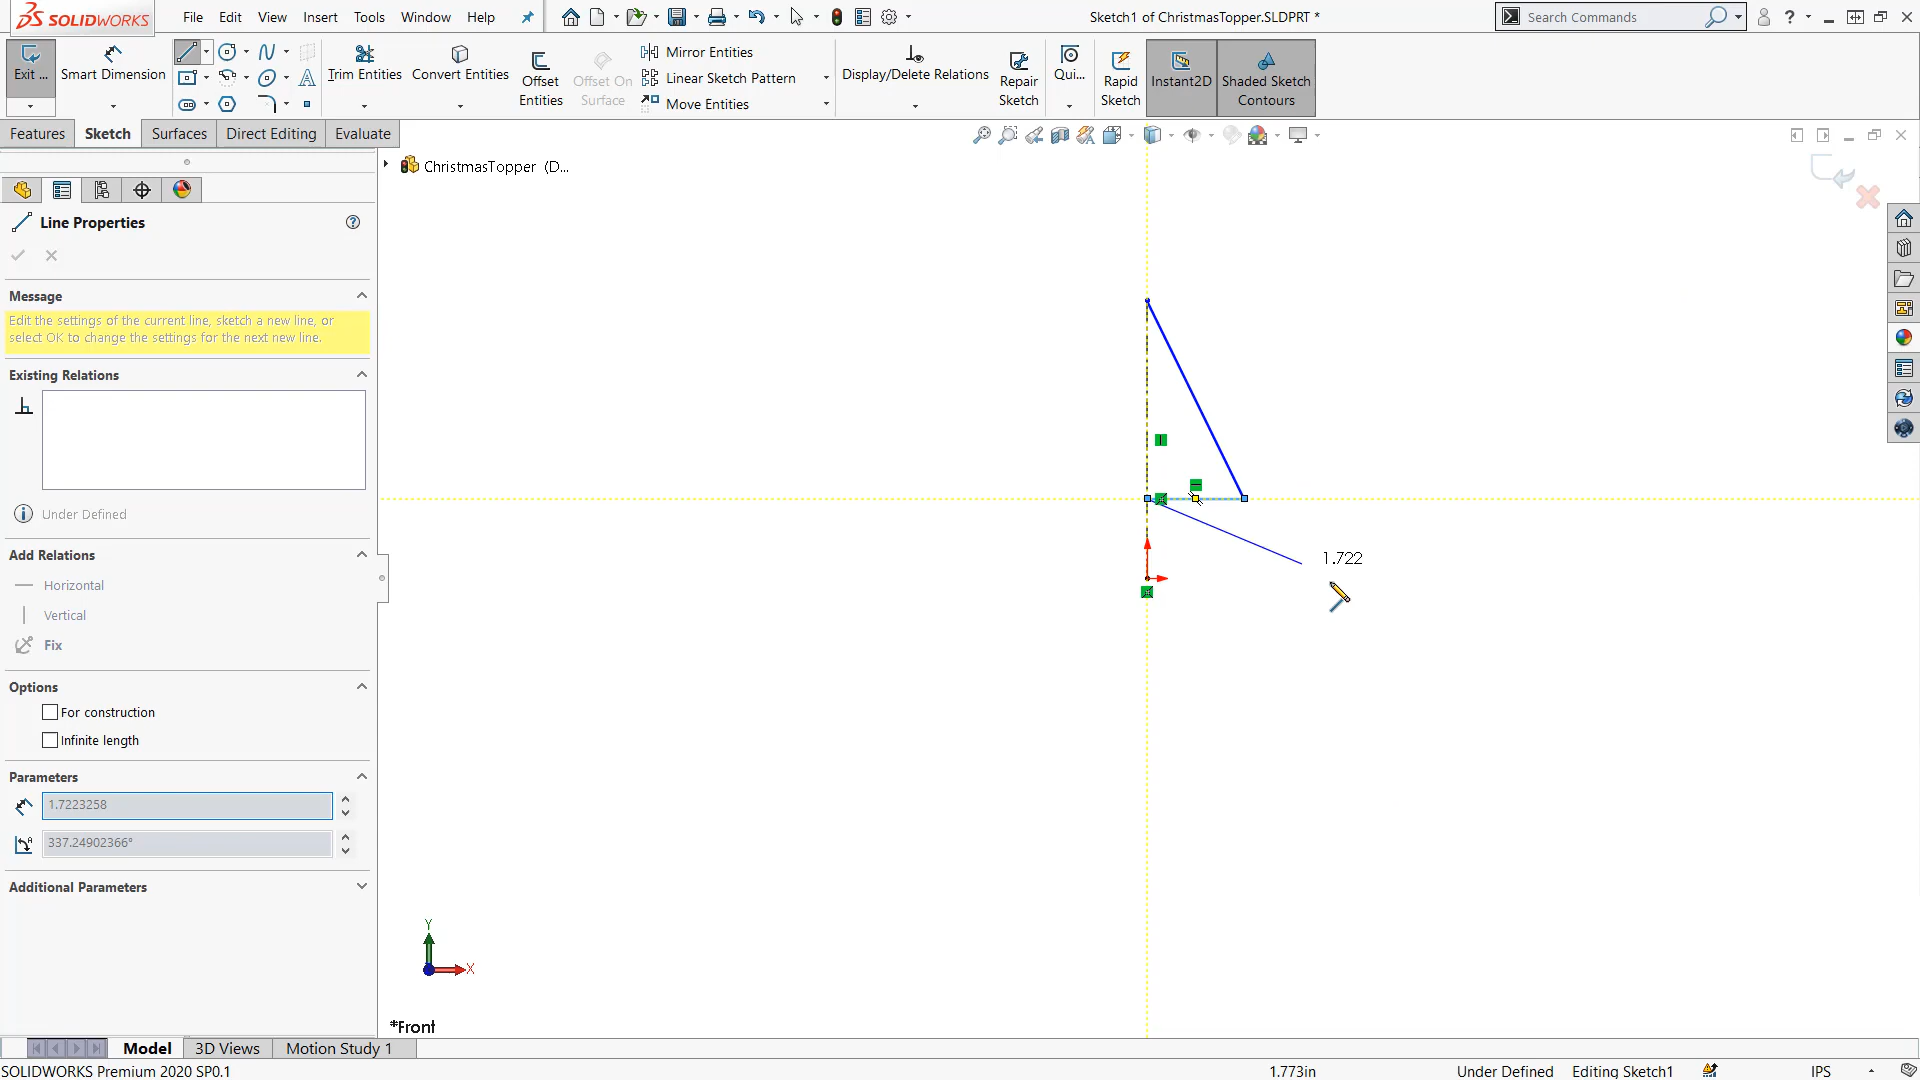 SOLIDWORKS
File
Edit
View
Insert
Tools
Window
Help
Sketch1 of ChristmasTopper.SLDPRT *
Search Commands
?
Exit ...
Smart Dimension
Trim Entities
Convert Entities
Offset
Entities
Offset On
Surface
Mirror Entities
Linear Sketch Pattern
Move Entities
Display/Delete Relations
Repair
Sketch
Qui...
Rapid
Sketch
Instant2D
Shaded Sketch
Contours
Features
Sketch
Surfaces
Direct Editing
Evaluate
ChristmasTopper (D...
Line Properties
?
Message
Edit the settings of the current line, sketch a new line, or
select OK to change the settings for the next new line.
Existing Relations
Under Defined
Add Relations
Horizontal
Vertical
Fix
Options
For construction
Infinite length
Parameters
1.7223258
337.24902366°
Additional Parameters
1.722
Y
X
*Front
Model
3D Views
Motion Study 1
SOLIDWORKS Premium 2020 SP0.1
1.773in
Under Defined
Editing Sketch1
IPS